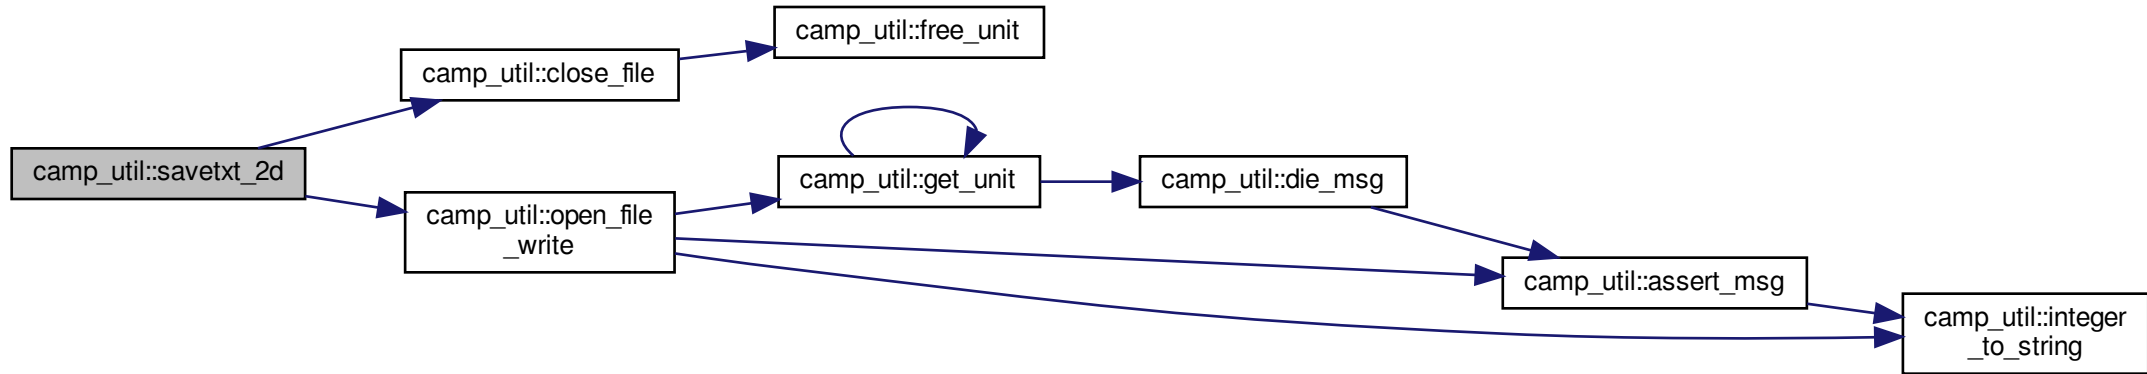 camp_util::free_unit
camp_util::close_file
camp_util::savetxt_2d
camp_util::get_unit
camp_util::die_msg
camp_util::open_file
_write
camp_util::assert_msg
camp_util::integer
_to_string